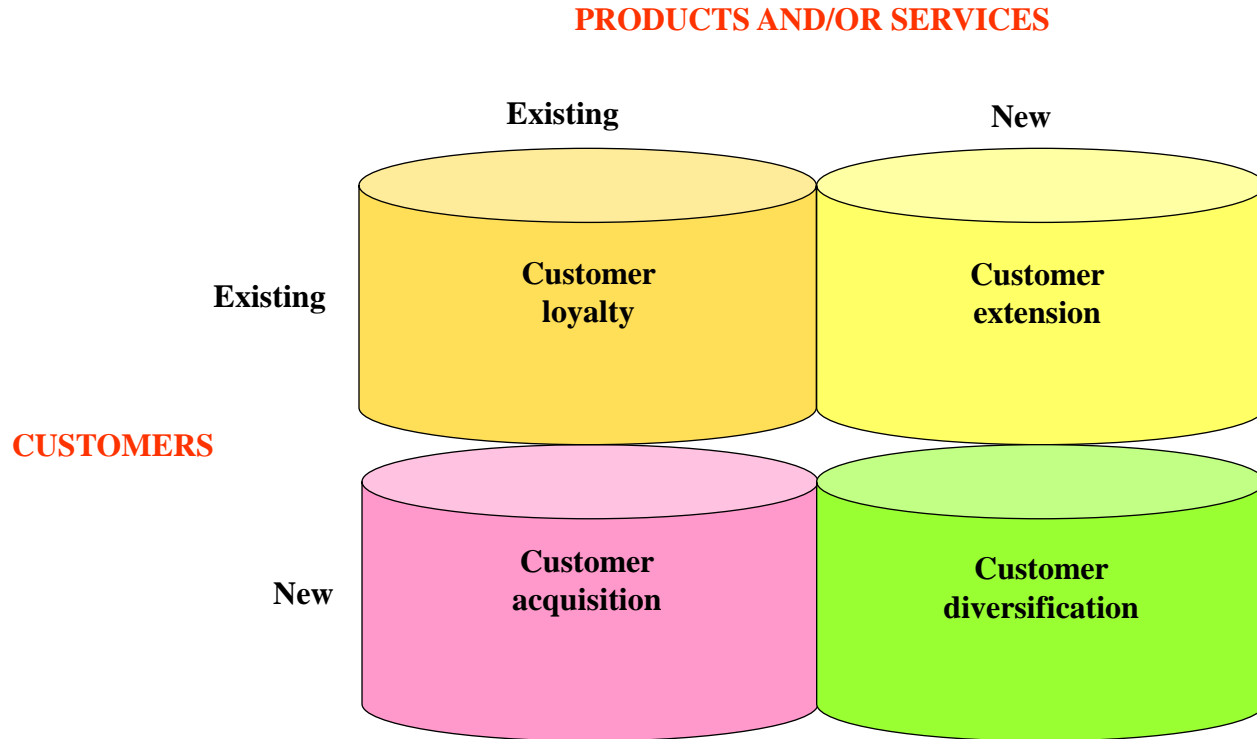 PRODUCTS AND/OR SERVICES
Existing
New
Existing
Customer
loyalty
Customer
extension
CUSTOMERS
New
Customer
acquisition
Customer
diversification